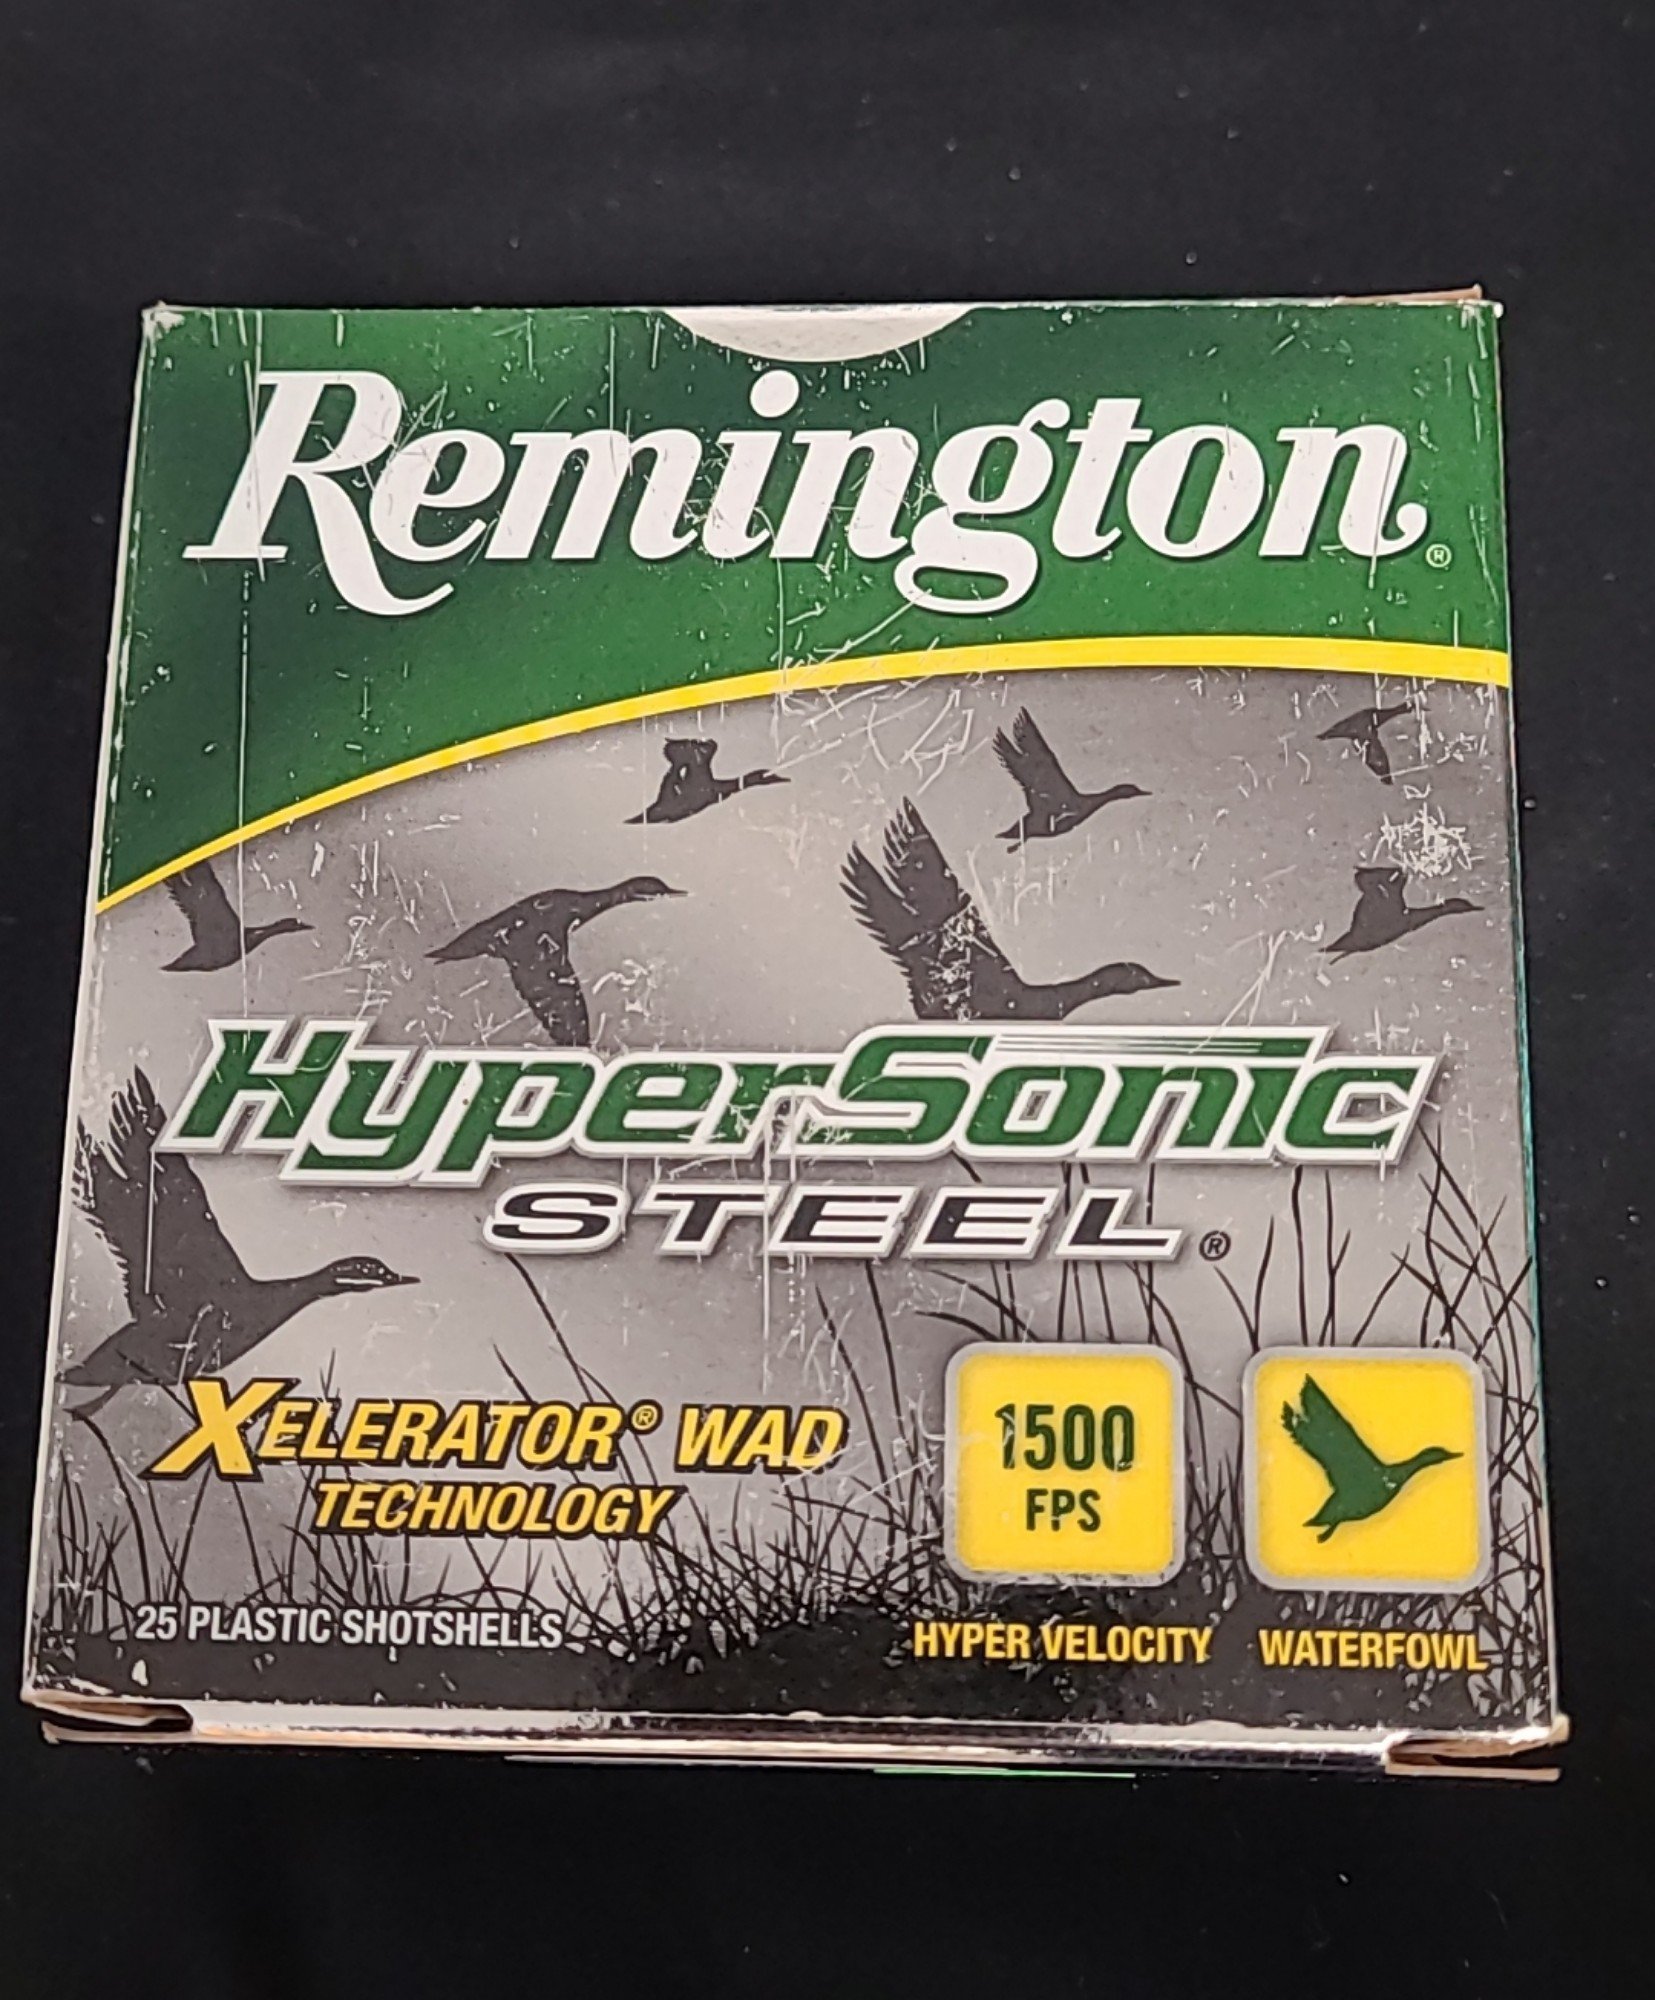 Remington®
HyperSonic
STEEL®
XELERATOR® WAD
TECHNOLOGY
1500
FPS
25 PLASTIC SHOTSHELLS
HYPER VELOCITY WATERFOWL